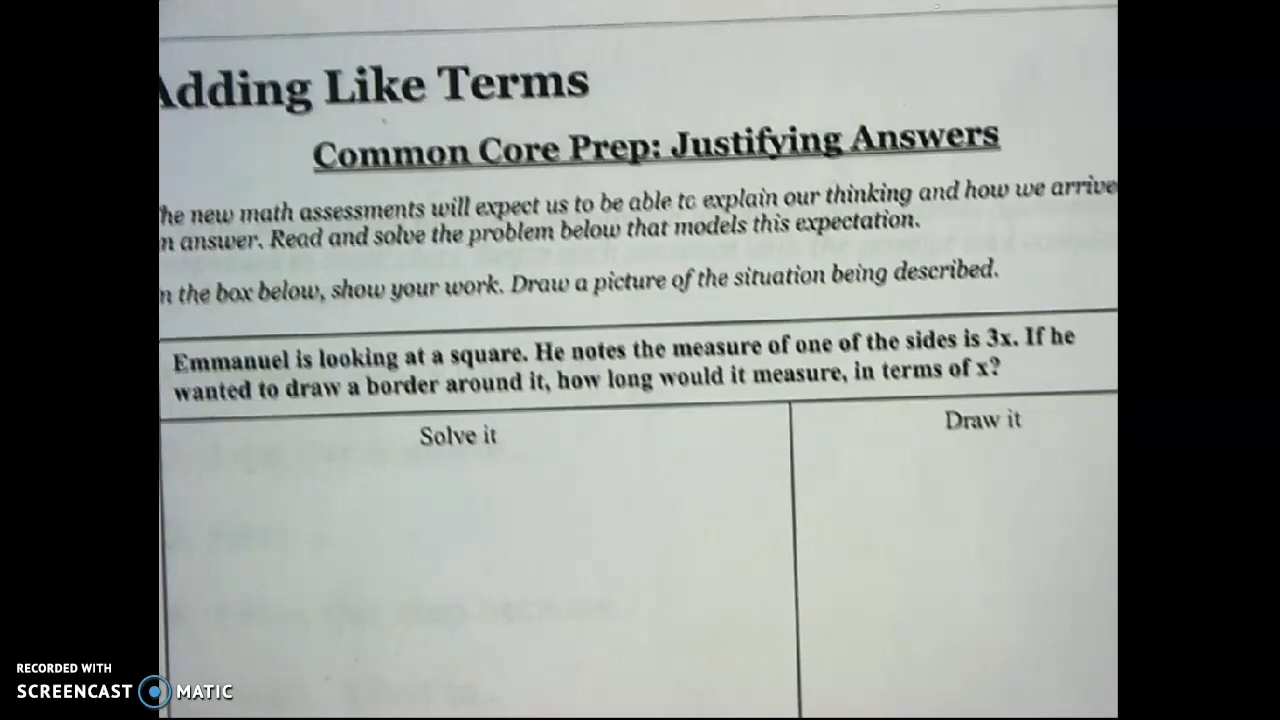 Adding Like Terms
Common Core Prep: Justifying Answers
he new math assessments will expect us to be able to explain our thinking and how we arrive
n answer. Read and solve the problem below that models this expectation.
n the box below, show your work. Draw a picture of the situation being described.
Emmanuel is looking at a square. He notes the measure of one of the sides is 3x. If he
wanted to draw a border around it, how long would it measure, in terms of x?
Solve it
Draw it
RECORDED WITH
SCREENCAST MATIC